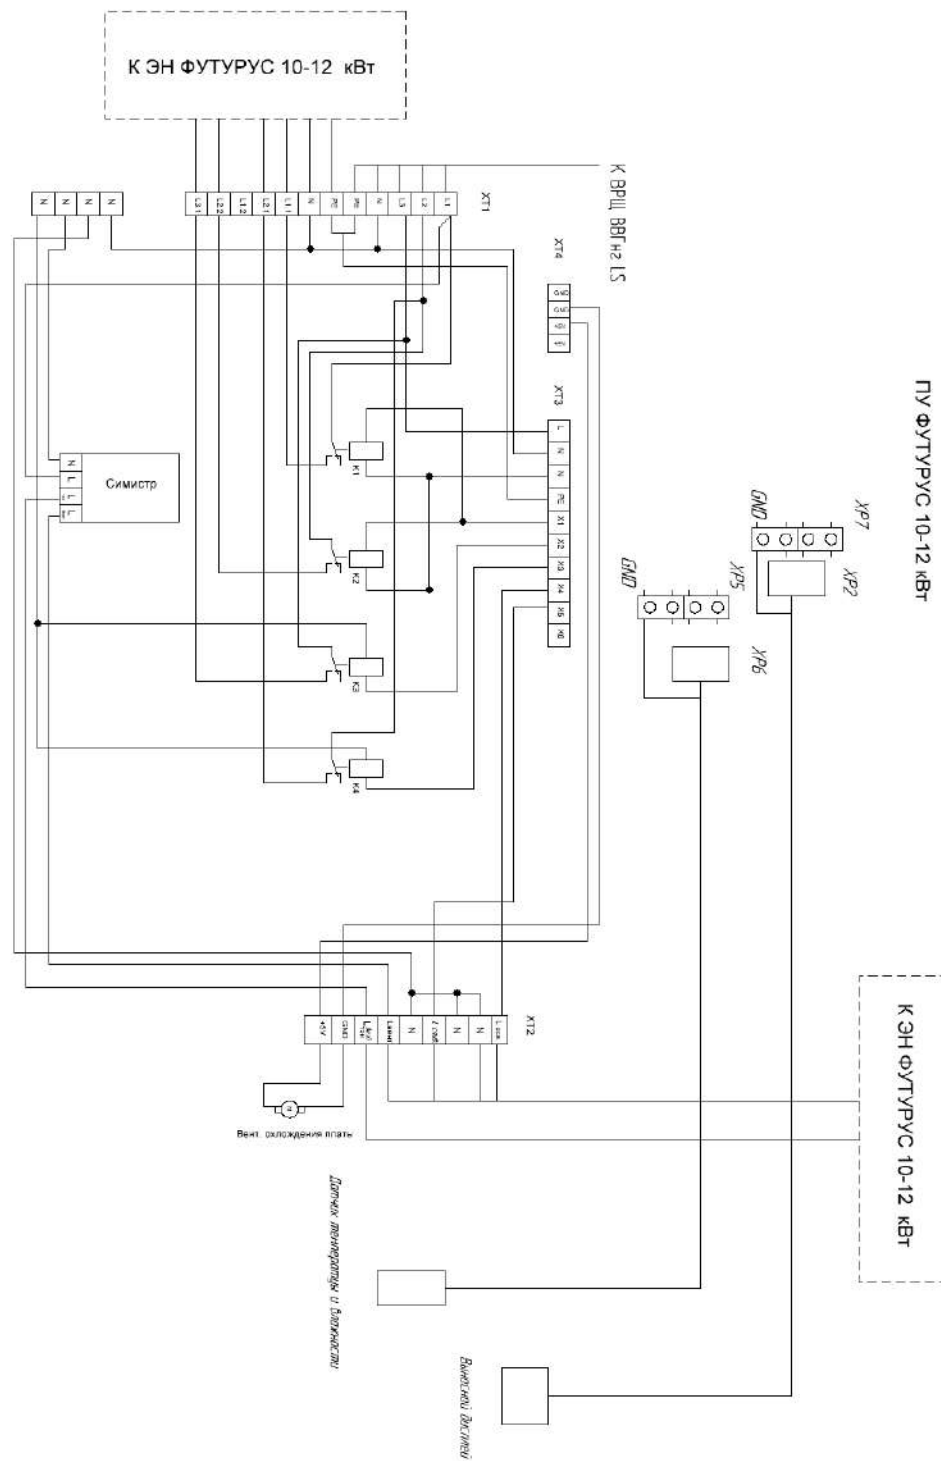 ПУ ФУТУРУС 10-12 кВт
К ЭН ФУТУРУС 10-12 кВт
К ВРЩ ВВГнг LS
XT1
L3.1
L2.2
L1.2
L2.1
L1.1
N
PE
PE
N
L3
L2
L1
N
N
N
N
XT4
XT3
L
N
N
PE
X1
X2
X3
X4
X5
X6
Симистр
N
L
L
L
K1
K2
K3
K4
GND
XP7
XP2
GND
XP5
XP6
XT2
+5V
GND
N
N
N
Вент. охлождения платы
К ЭН ФУТУРУС 10-12 кВт
Датчик температуы и влажности
Выносной дисплей